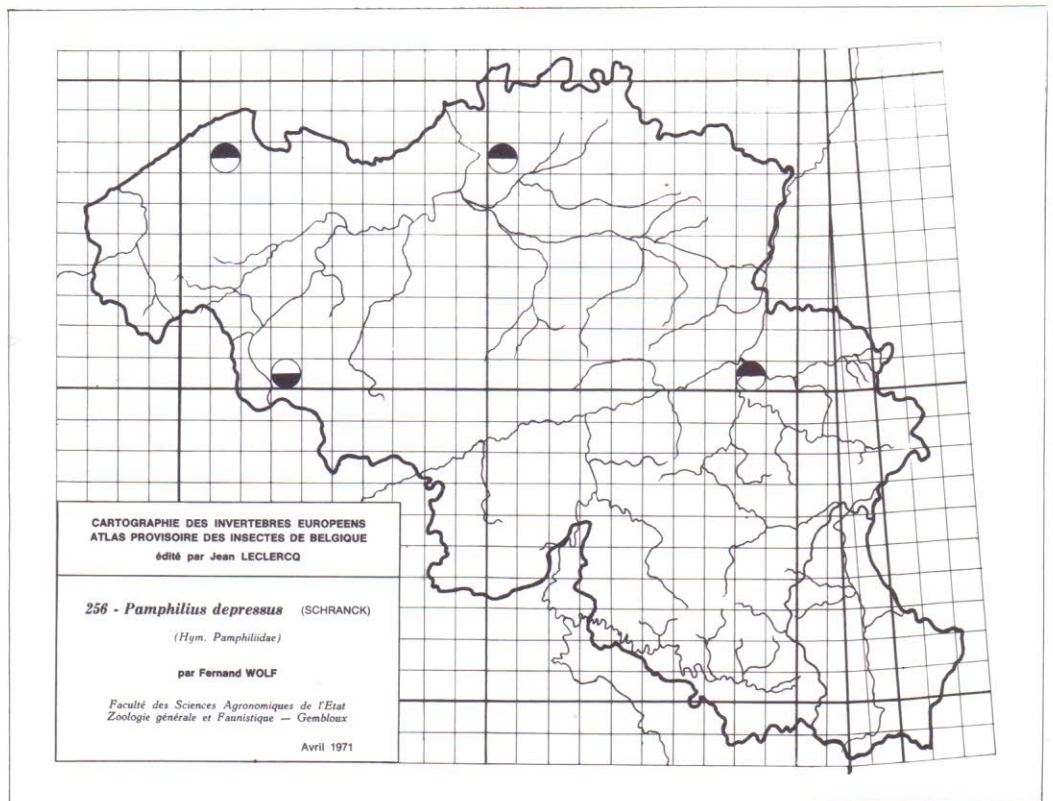 CARTOGRAPHIE DES INVERTEBRES EUROPEENS
ATLAS PROVISOIRE DES INSECTES DE BELGIQUE
édité par Jean LECLERCQ
256 - Pamphilius depressus (SCHRANCK)
(Hym. Pamphiliidae)
par Fernand WOLF
Faculté des Sciences Agronomiques de l'Etat
Zoologie générale et Faunistique — Gembloux
Avril 1971